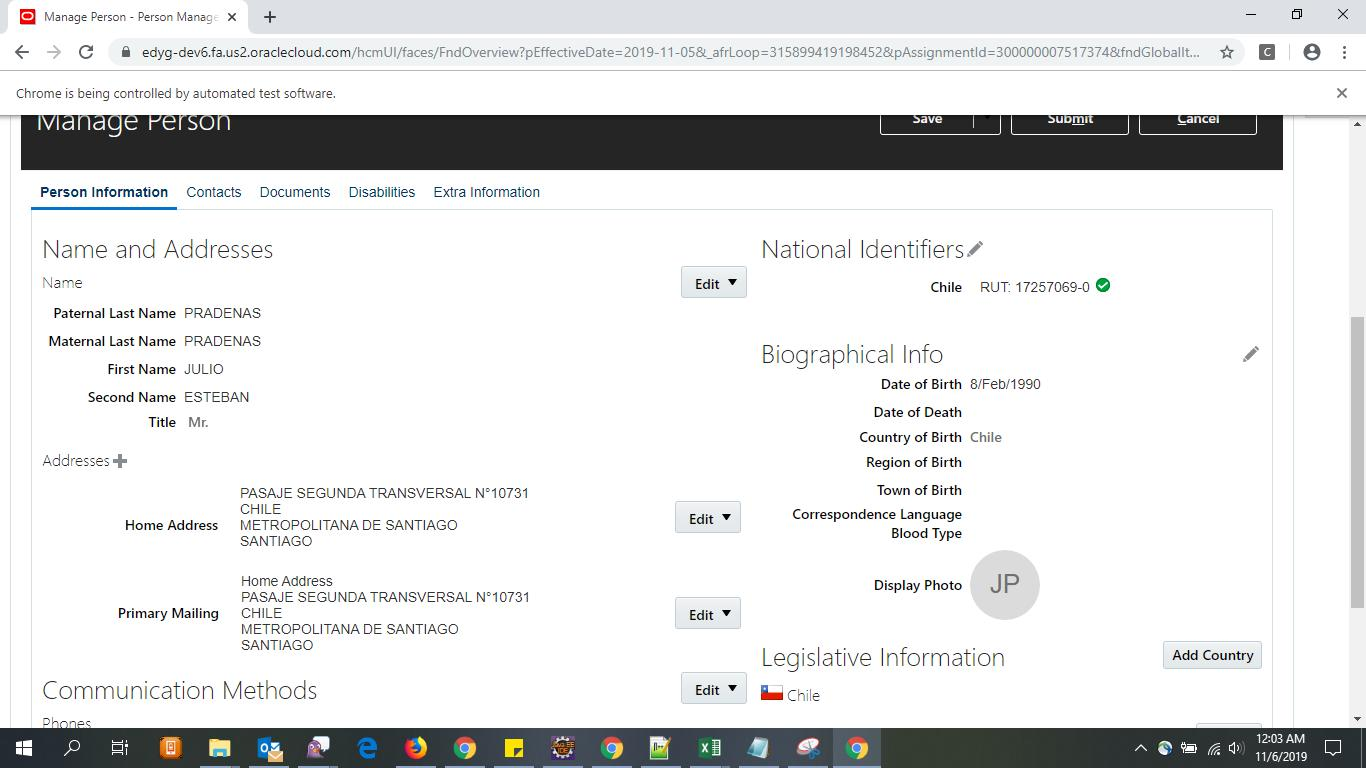 Manage Person - Person Manage
edyg-dev6.fa.us2.oraclecloud.com/hcmUI/faces/FndOverview?pEffectiveDate=2019-11-05&_afrLoop=315899419198452&pAssignmentId=300000007517374&fndGlobalIt...
C
Chrome is being controlled by automated test software.
Manage Person
Save
Submit
Cancel
Person Information
Contacts
Documents
Disabilities
Extra Information
Name and Addresses
Name
Edit
Paternal Last Name PRADENAS
Maternal Last Name PRADENAS
First Name JULIO
Second Name ESTEBAN
Title Mr.
Addresses
Home Address
PASAJE SEGUNDA TRANSVERSAL N°10731
CHILE
METROPOLITANA DE SANTIAGO
SANTIAGO
Edit
Primary Mailing
Home Address
PASAJE SEGUNDA TRANSVERSAL N°10731
CHILE
METROPOLITANA DE SANTIAGO
SANTIAGO
Edit
Communication Methods
Edit
Phones
National Identifiers
Chile RUT: 17257069-0
Biographical Info
Date of Birth 8/Feb/1990
Date of Death
Country of Birth Chile
Region of Birth
Town of Birth
Correspondence Language
Blood Type
Display Photo JP
Legislative Information
Add Country
Chile
12:03 AM
11/6/2019